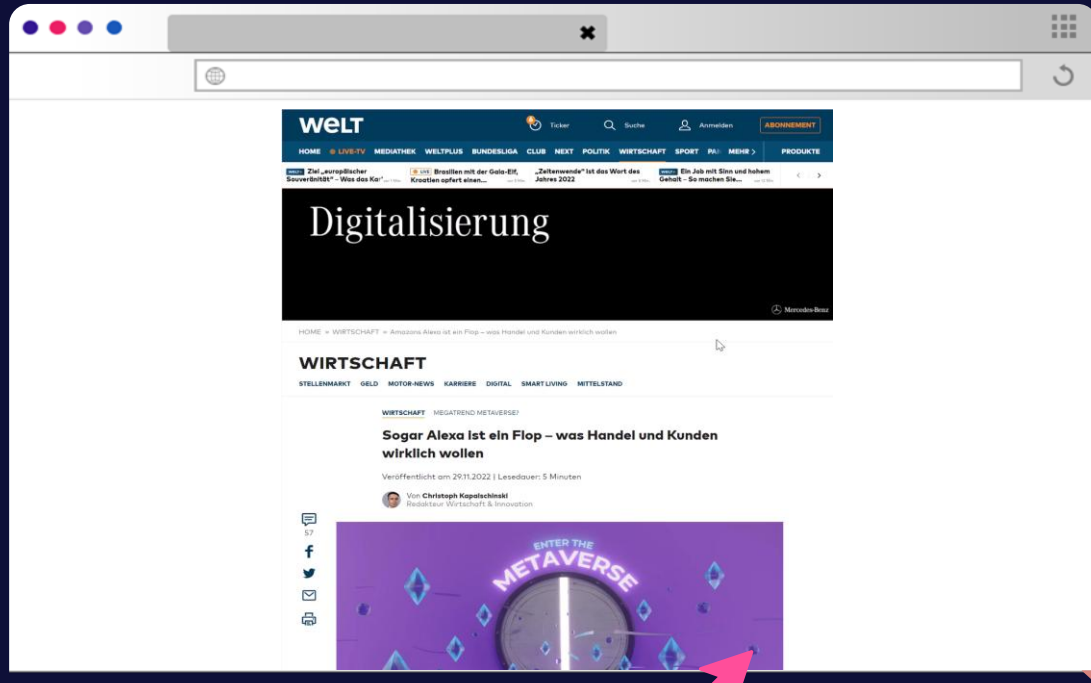 WELT
Ticker Suche Anmelden ABONNEMENT
HOME LIVE-TV MEDIATHEK WELTPLUS BUNDESLIGA CLUB NEXT POLITIK WIRTSCHAFT SPORT MEHR > PRODUKTE
Ziel „europäischer
Souveränität“ – Was das
LIVE Brasilien mit der Gala-Elf,
Kroatien opfert einen...
„Zeitenwende“ ist das Wort des
Jahres 2022
Ein Job mit Sinn und hohem
Gehalt – So machen Sie...
Digitalisierung
Mercedes-Benz
HOME » WIRTSCHAFT » Amazons Alexa ist ein Flop – was Handel und Kunden wirklich wollen
WIRTSCHAFT
STELLENMARKT GELD MOTOR-NEWS KARRIERE DIGITAL SMART LIVING MITTELSTAND
WIRTSCHAFT MEGATREND METAVERSE?
Sogar Alexa ist ein Flop – was Handel und Kunden
wirklich wollen
Veröffentlicht am 29.11.2022 | Lesedauer: 5 Minuten
Von Christoph Kapalschinski
Redakteur Wirtschaft & Innovation
57
ENTER THE
METAVERSE